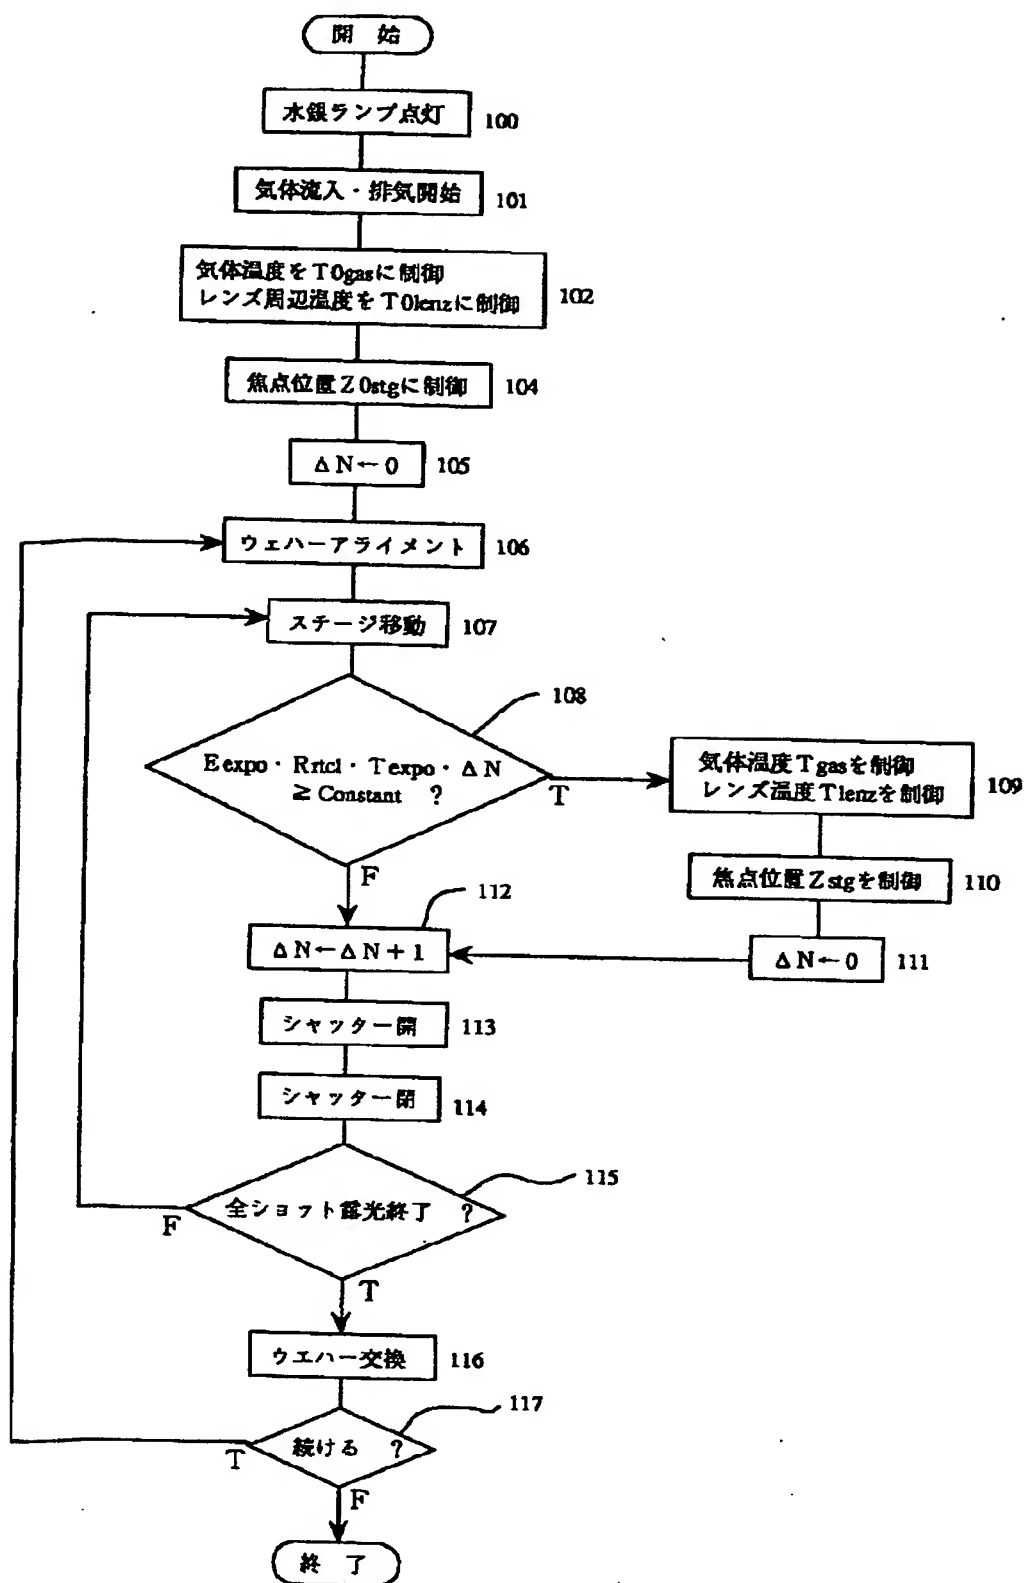 開 始
水銀ランプ点灯
100
気体流入・排気開始
101
気体温度をT0gasに制御
レンズ周辺温度をT0lenzに制御
102
焦点位置Z0stgに制御
104
ΔN←0
105
ウェハーアライメント
106
ステージ移動
107
108
Eexpo・Rrtcl・Texpo・ΔN
≧Constant ?
T
F
気体温度Tgasを制御
レンズ温度Tlenzを制御
109
焦点位置Zstgを制御
110
ΔN←0
111
112
ΔN←ΔN+1
シャッター開
113
シャッター閉
114
115
全ショット露光終了 ?
F
T
ウエハー交換
116
117
続ける ?
T
F
終 了